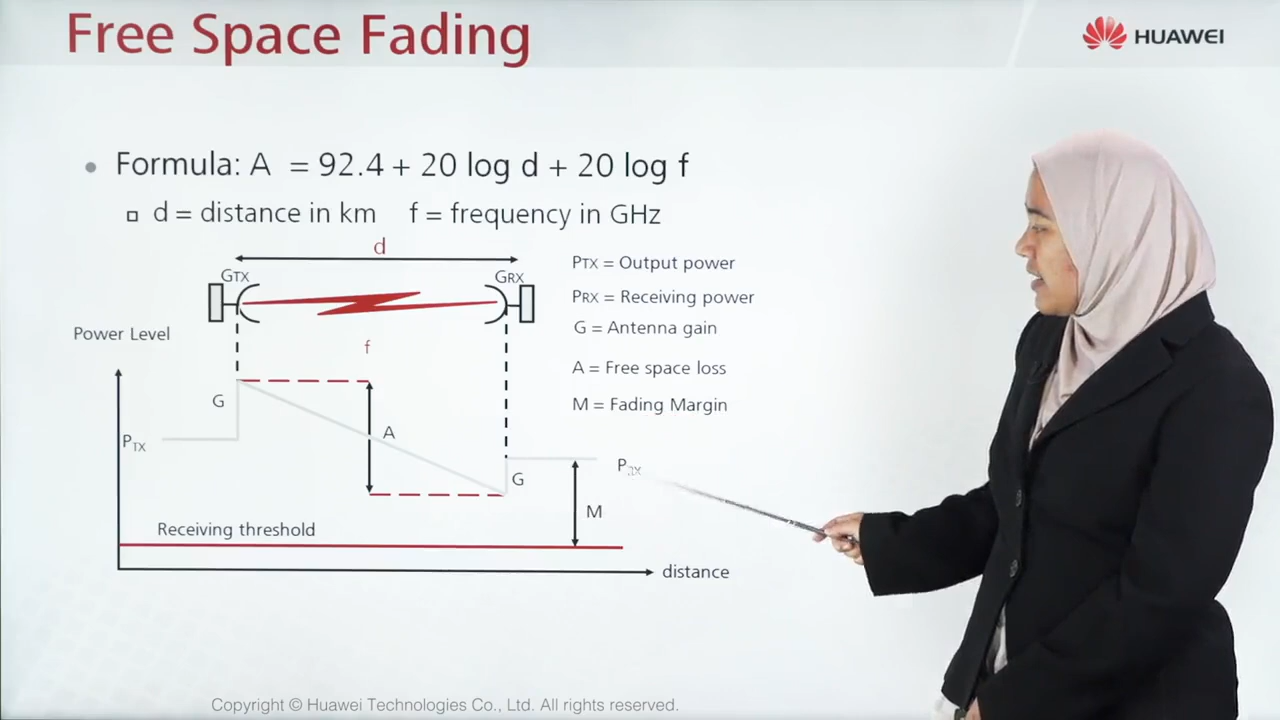 Free Space Fading
HUAWEI
Formula: A = 92.4 + 20 log d + 20 log f
d = distance in km f = frequency in GHz
d
GTX
GRX
PTX = Output power
PRX = Receiving power
G = Antenna gain
A = Free space loss
M = Fading Margin
Power Level
f
G
A
PTX
G
PRX
M
Receiving threshold
distance
Copyright © Huawei Technologies Co., Ltd. All rights reserved.